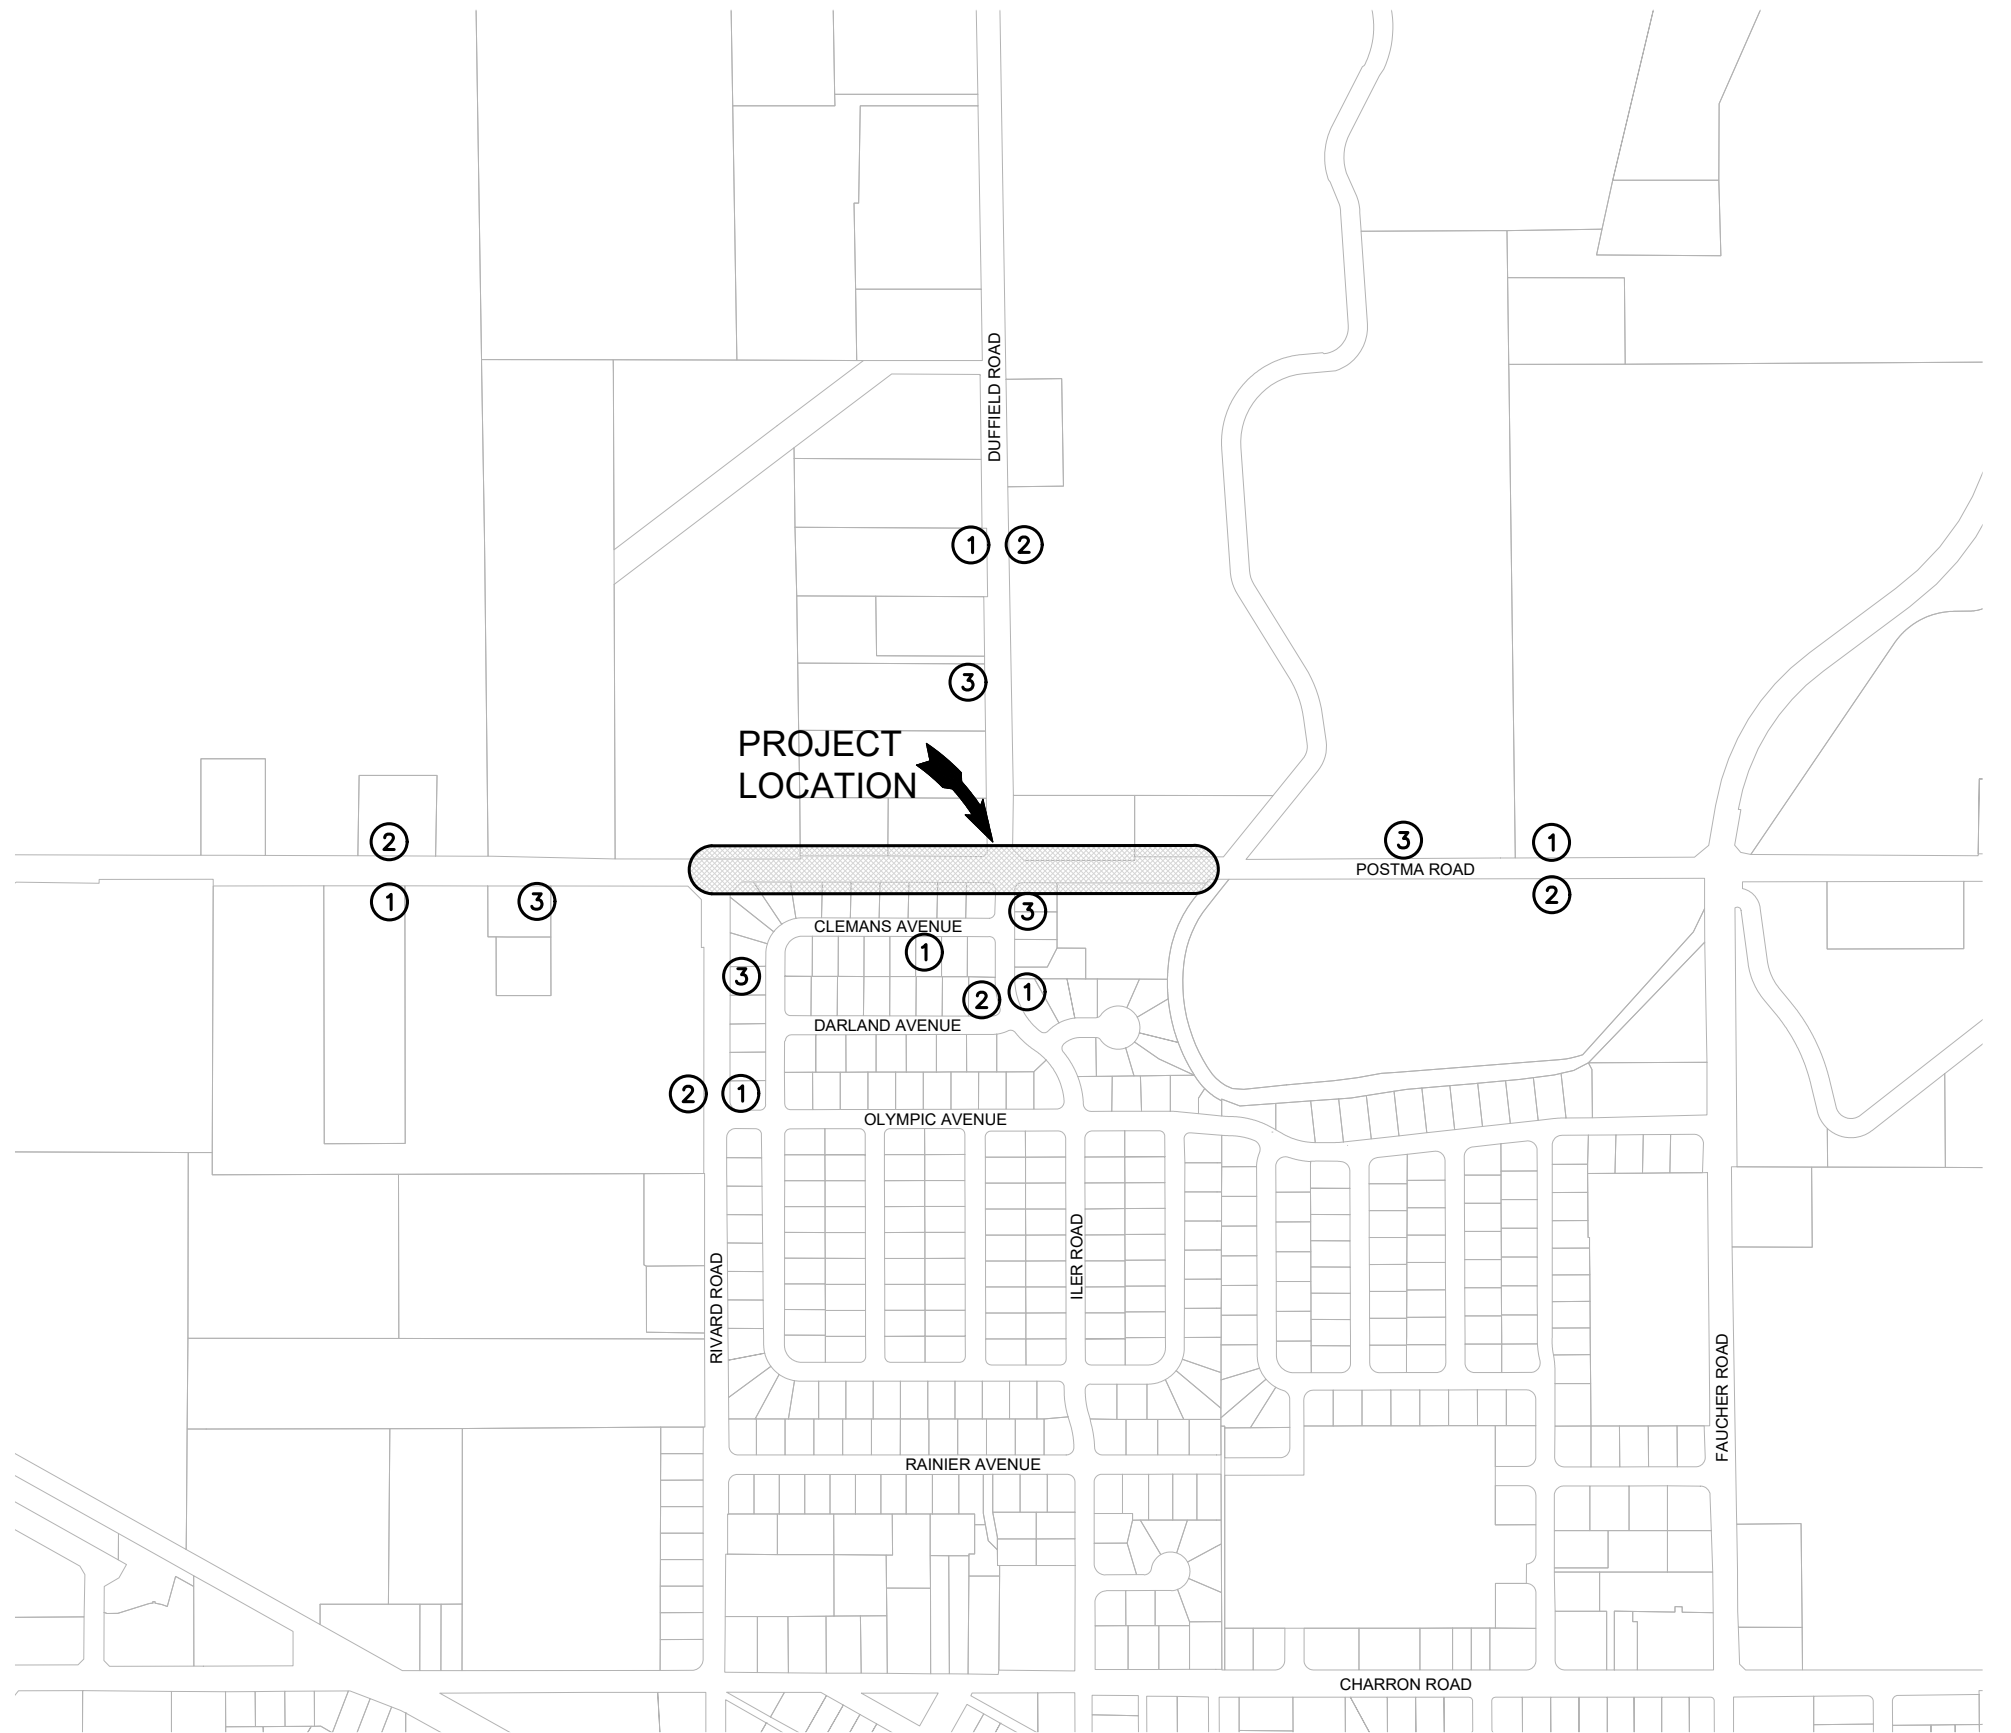 DUFFIELD ROAD
1 2
3
PROJECT
LOCATION
2
3
1
POSTMA ROAD
1
3
2
3
CLEMANS AVENUE
1
3
2
1
DARLAND AVENUE
2 1
OLYMPIC AVENUE
ILER ROAD
RIVARD ROAD
FAUCHER ROAD
RAINIER AVENUE
CHARRON ROAD